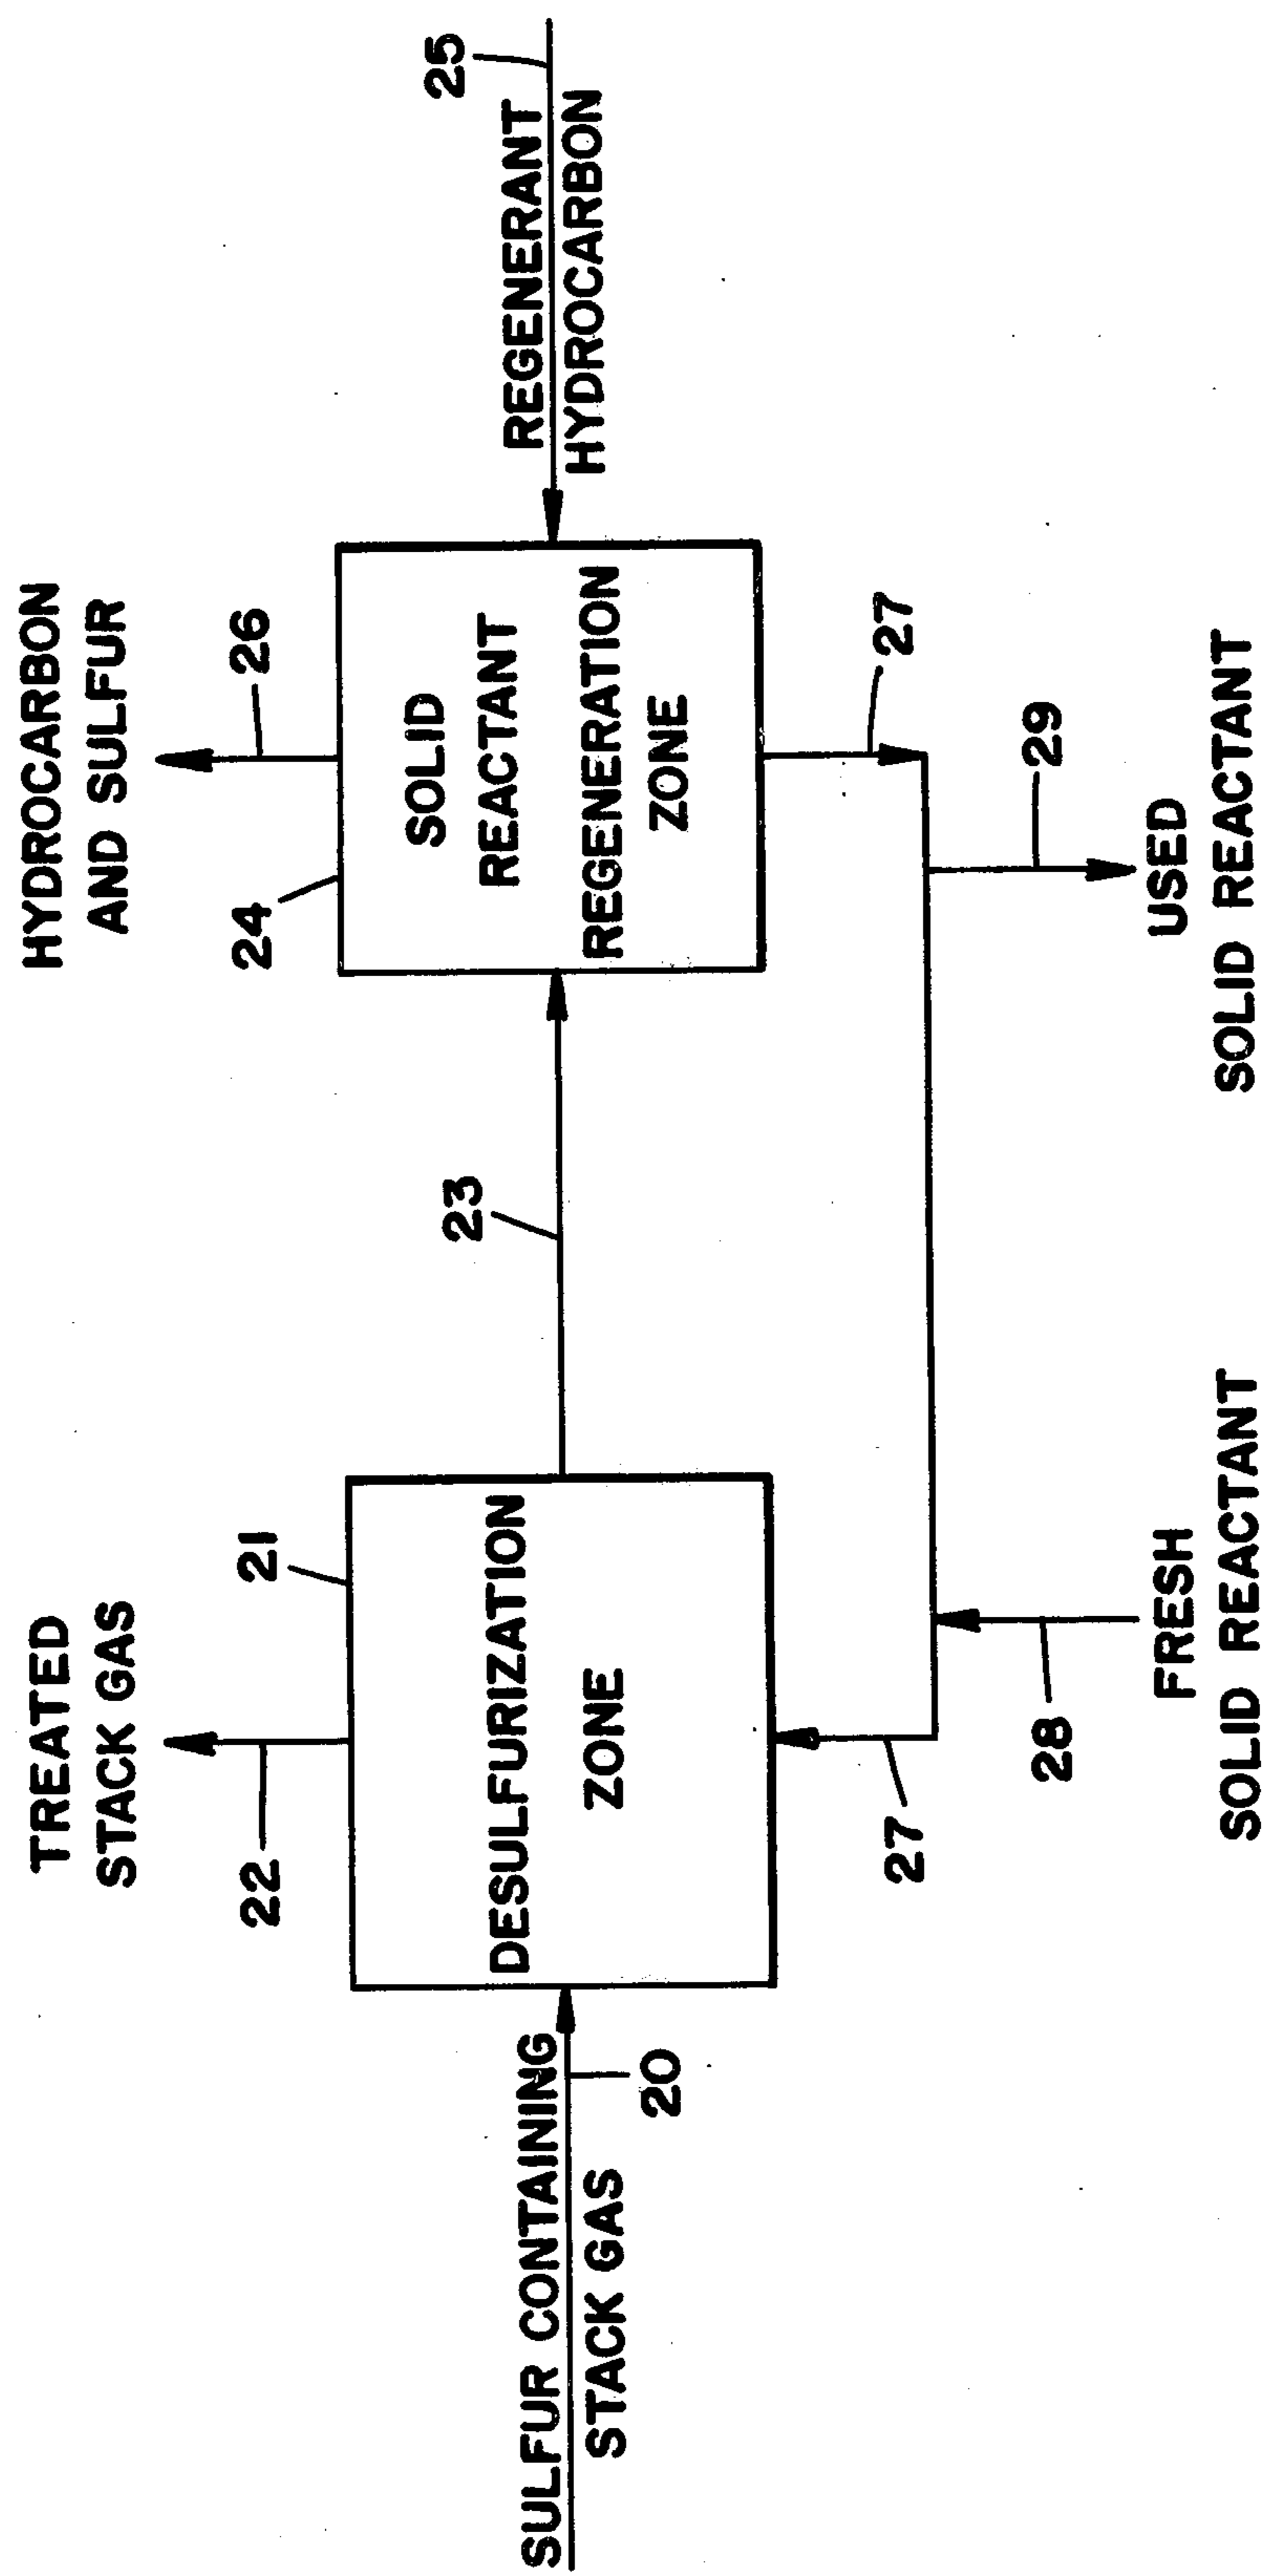 TREATED
STACK GAS
22
21
SULFUR CONTAINING
STACK GAS
20
DESULFURIZATION
ZONE
27
28
FRESH
SOLID REACTANT
23
HYDROCARBON
AND SULFUR
24
26
SOLID
REACTANT
REGENERATION
ZONE
25
REGENERANT
HYDROCARBON
27
29
USED
SOLID REACTANT